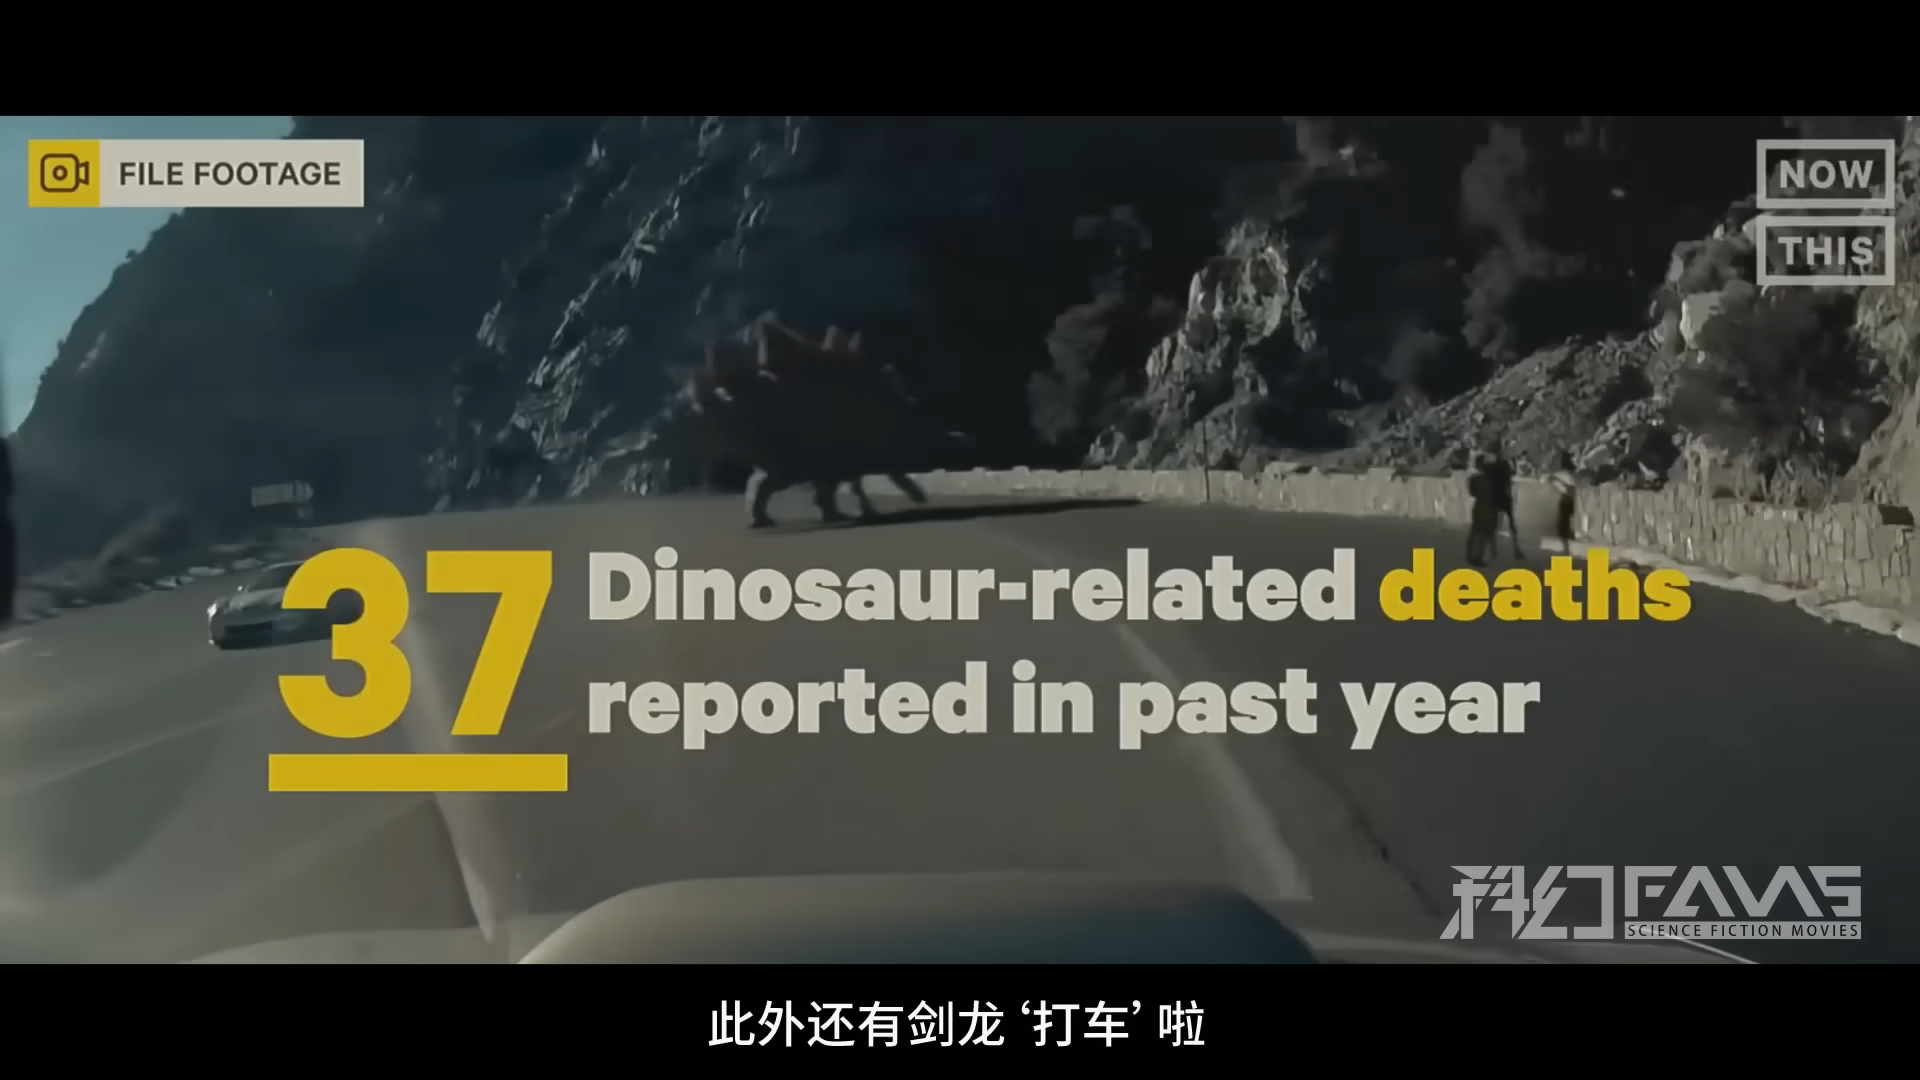 FILE FOOTAGE
NOW
THIS
37
Dinosaur-related deaths
reported in past year
科幻FANS
SCIENCE FICTION MOVIES
此外还有剑龙‘打车’啦